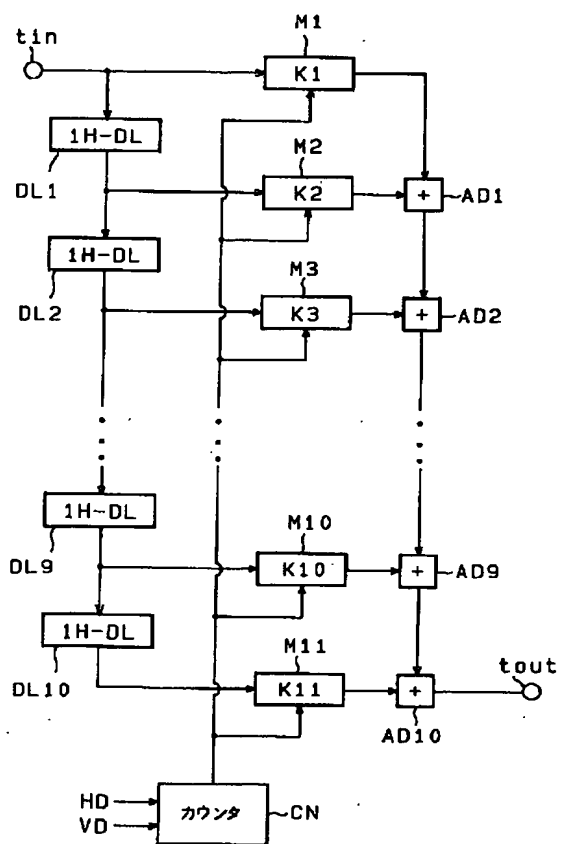 tin
M1
K1
1H-DL
DL1
M2
K2
+
AD1
1H-DL
DL2
M3
K3
+
AD2
1H-DL
DL9
M10
K10
+
AD9
1H-DL
DL10
M11
K11
+
AD10
tout
HD
VD
カウンタ
CN